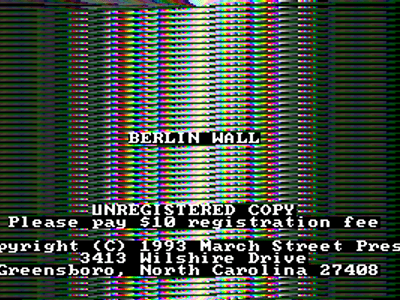 BERLIN WALL
UNREGISTERED COPY
Please pay $10 registration fee
pyright (C) 1993 March Street Pres
3413 Wilshire Drive
Greensboro, North Carolina 27408